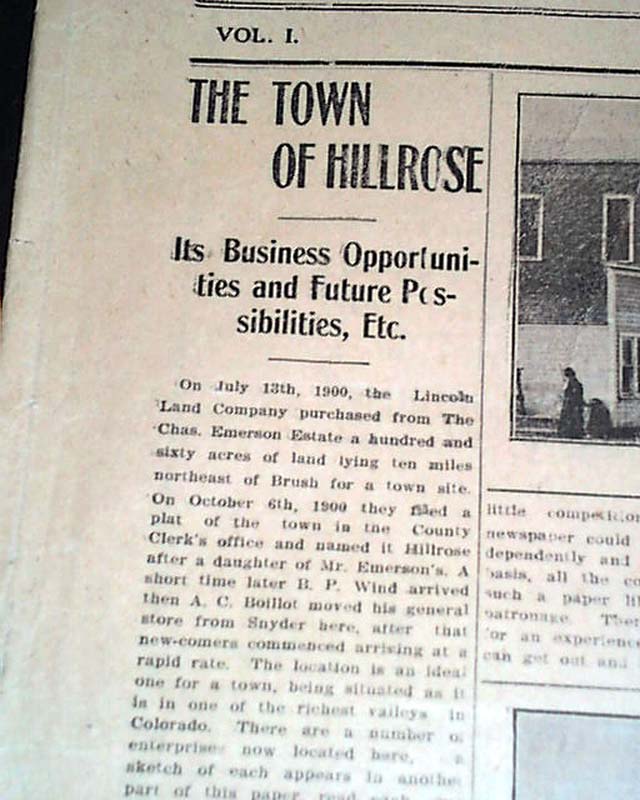 VOL. I.
THE TOWN
OF HILLROSE
Its Business Opportuni-
ties and Future Pos-
sibilities, Etc.
On July 13th, 1900, the Lincoln
Land Company purchased from The
Chas. Emerson Estate a hundred and
sixty acres of land lying ten miles
northeast of Brush for a town site.
On October 6th, 1900 they filed a
plat of the town in the County
Clerk's office and named it Hillrose
after a daughter of Mr. Emerson's. A
short time later B. P. Wind arrived
then A. C. Boillot moved his general
store from Snyder here, after that
new-comers commenced arriving at a
rapid rate. The location is an ideal
one for a town, being situated as it
is in one of the richest valleys in
Colorado. There are a number o
enterprises now located here, a
sketch of each appears in anothe
part of this paper, read each
little competition
newspaper could
dependently and
basis, all the co
such a paper li
patronage. Ther
for an experience
can get out and